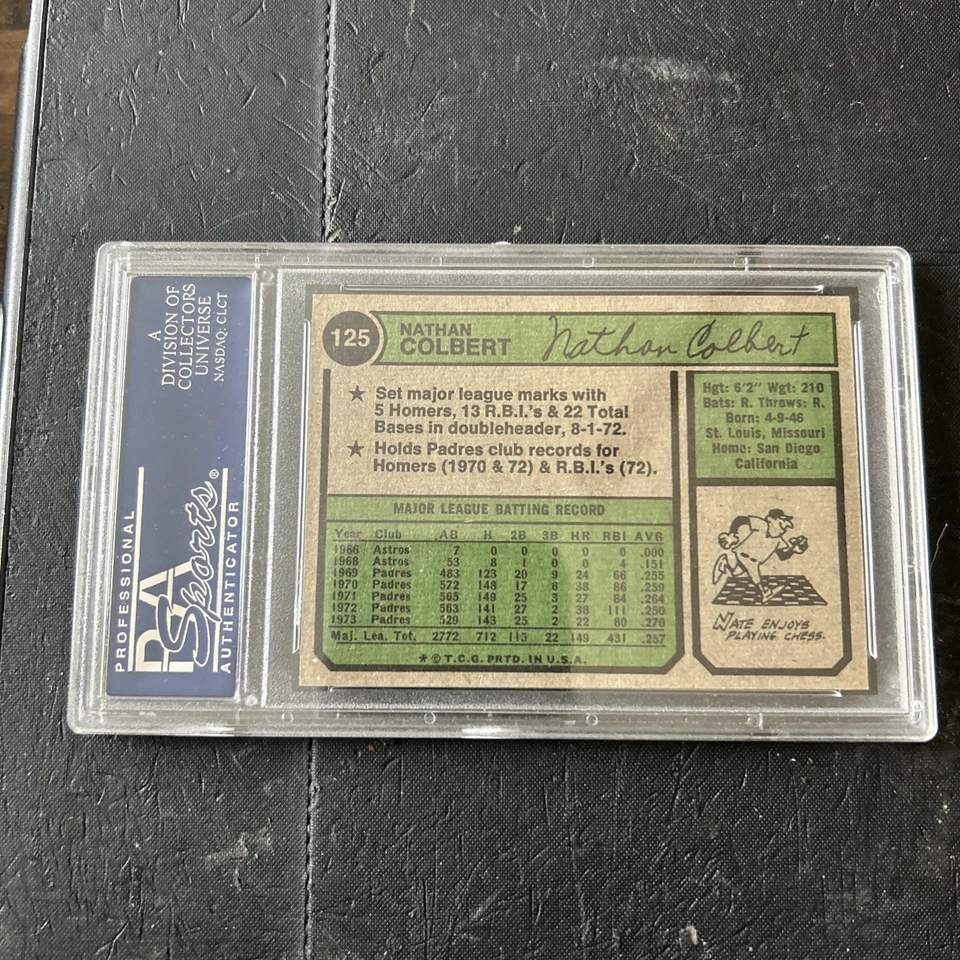 A
DIVISION OF
COLLECTORS
UNIVERSE
NASDAQ: CLCT
PROFESSIONAL
PSA
Sports®
AUTHENTICATOR
125
NATHAN
COLBERT
Nathan Colbert
★ Set major league marks with
5 Homers, 13 R.B.I.'s & 22 Total
Bases in doubleheader, 8-1-72.
★ Holds Padres club records for
Homers (1970 & 72) & R.B.I.'s (72).
Hgt: 6'2" Wgt: 210
Bats: R. Throws: R.
Born: 4-9-46
St. Louis, Missouri
Home: San Diego
California
MAJOR LEAGUE BATTING RECORD
Year Club AB H 2B 3B HR RBI AVG
1966 Astros 7 0 0 0 0 0 .000
1968 Astros 53 8 1 0 0 4 .151
1969 Padres 483 123 20 9 24 66 .255
1970 Padres 572 148 17 6 38 86 .259
1971 Padres 565 149 25 3 27 84 .264
1972 Padres 563 141 27 2 38 111 .250
1973 Padres 529 143 25 2 22 80 .270
Maj. Lea. Tot. 2772 712 115 22 149 431 .257
* © T.C.G. PRTD. IN U.S.A.
NATE ENJOYS
PLAYING CHESS.